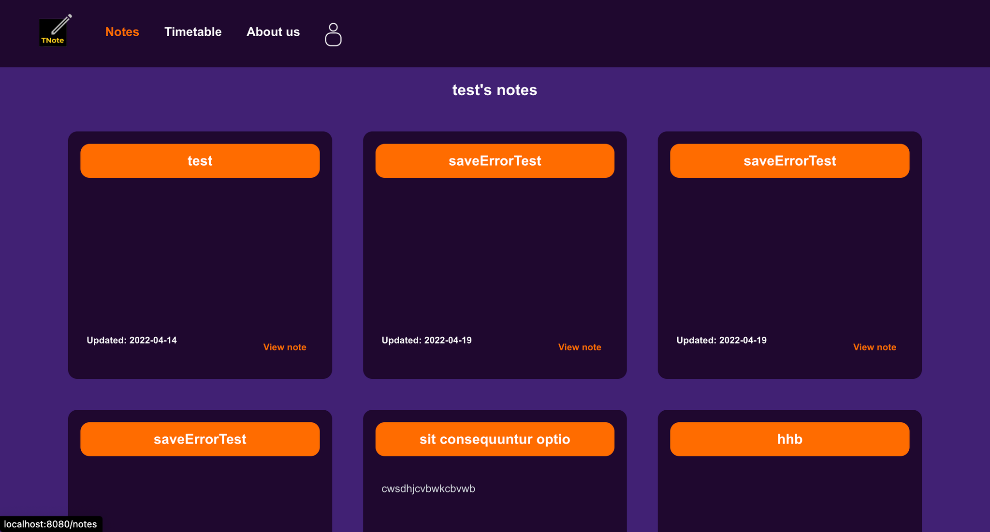 TNote
Notes Timetable About us
test's notes
test saveErrorTest saveErrorTest
Updated: 2022-04-14 Updated: 2022-04-19 Updated: 2022-04-19
View note View note View note
saveErrorTest sit consequuntur optio hhb
cwsdhjcvbwkcbvwb
localhost:8080/notes